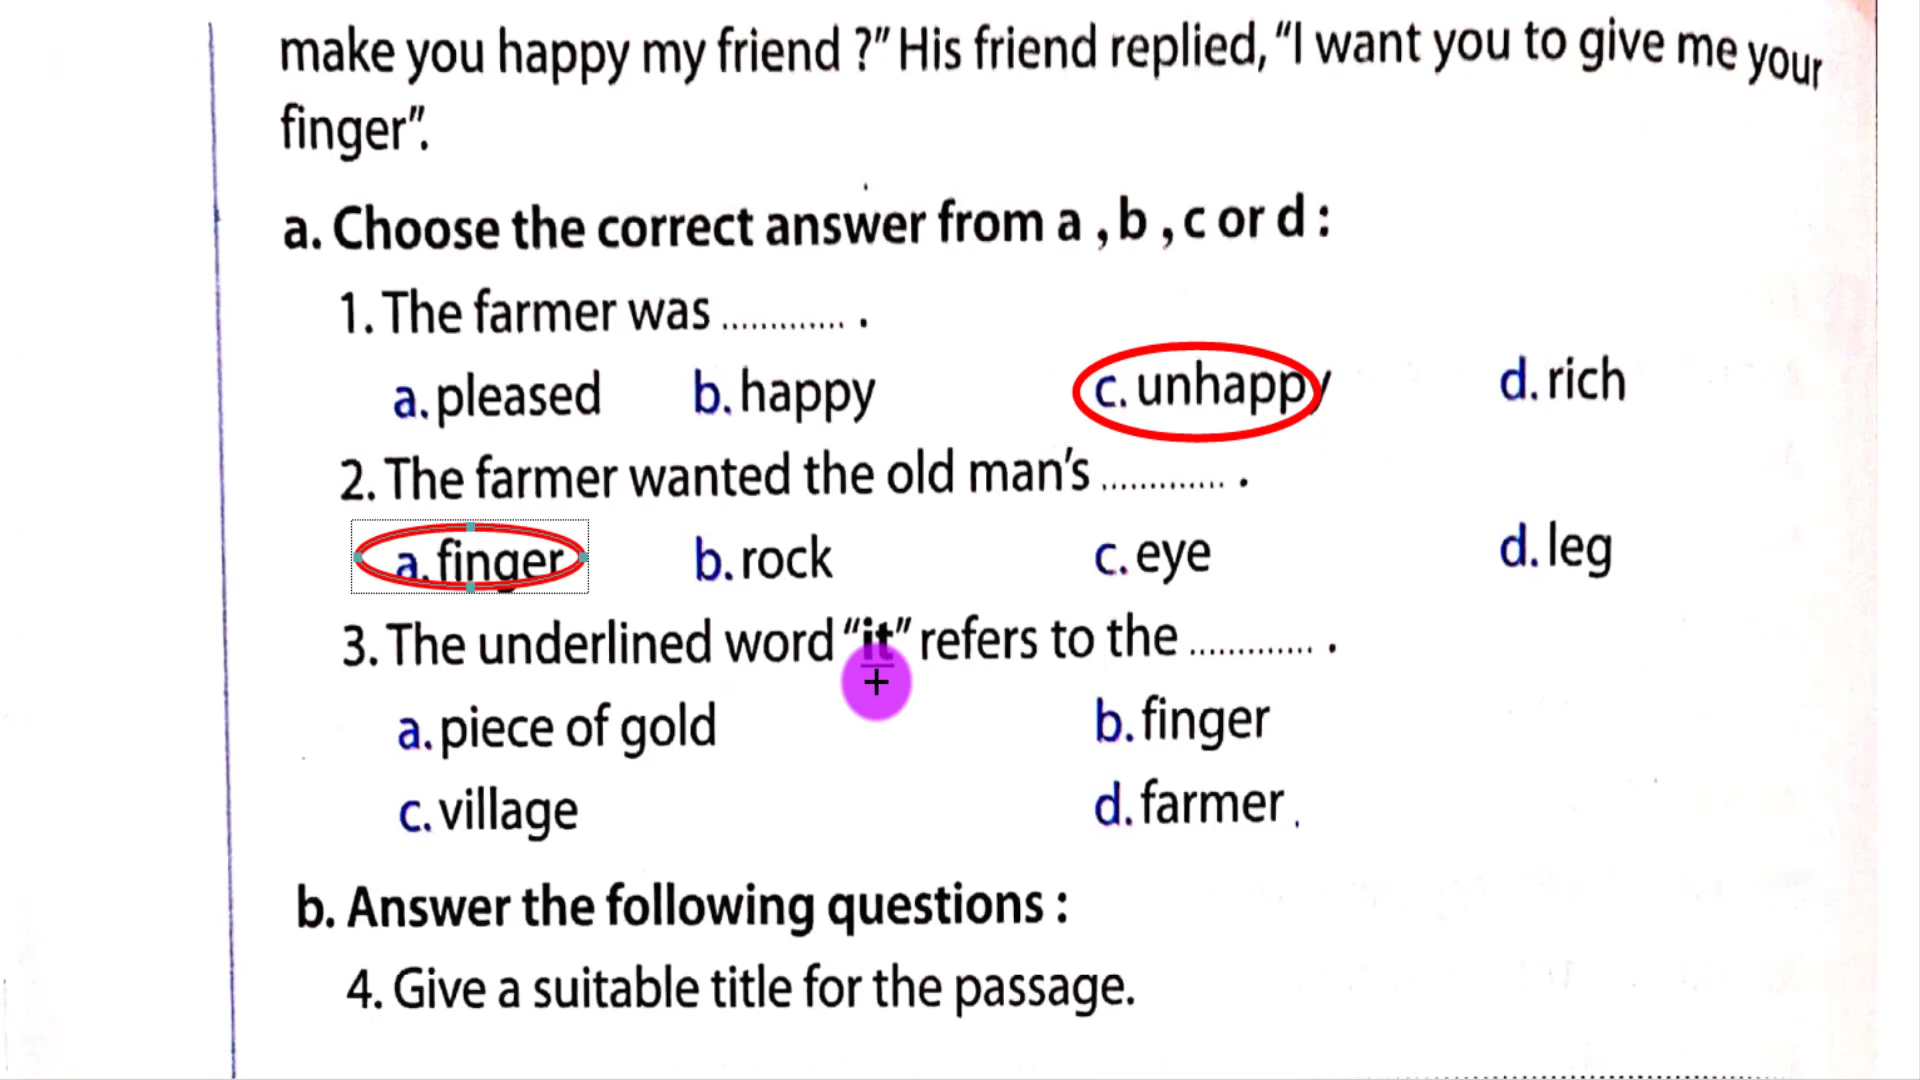 make you happy my friend ?” His friend replied, “I want you to give me your
finger”.
a. Choose the correct answer from a , b , c or d :
1. The farmer was ............. .
a. pleased b. happy c. unhappy d. rich
2. The farmer wanted the old man’s ............. .
a. finger b. rock c. eye d. leg
3. The underlined word “it” refers to the ............. .
a. piece of gold b. finger
c. village d. farmer .
b. Answer the following questions :
4. Give a suitable title for the passage.